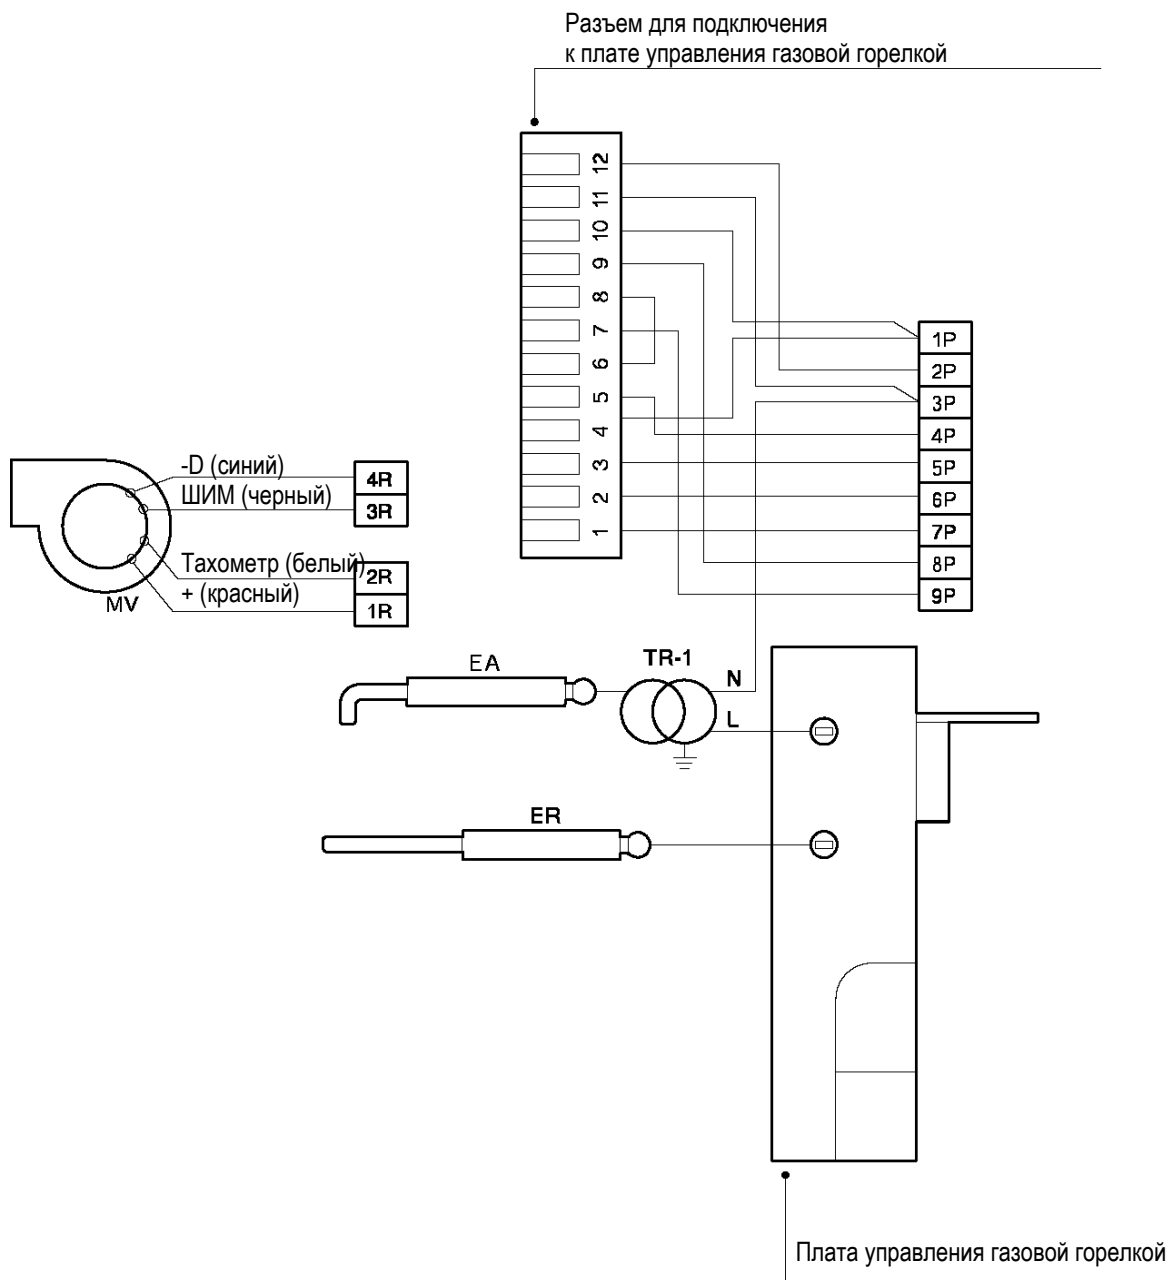 Разъем для подключения
к плате управления газовой горелкой
12
11
10
9
8
7
6
5
4
3
2
1
1P
2P
3P
4P
5P
6P
7P
8P
9P
-D (синий)
4R
ШИМ (черный)
3R
Тахометр (белый)
2R
+ (красный)
1R
MV
EA
TR-1
N
L
ER
Плата управления газовой горелкой